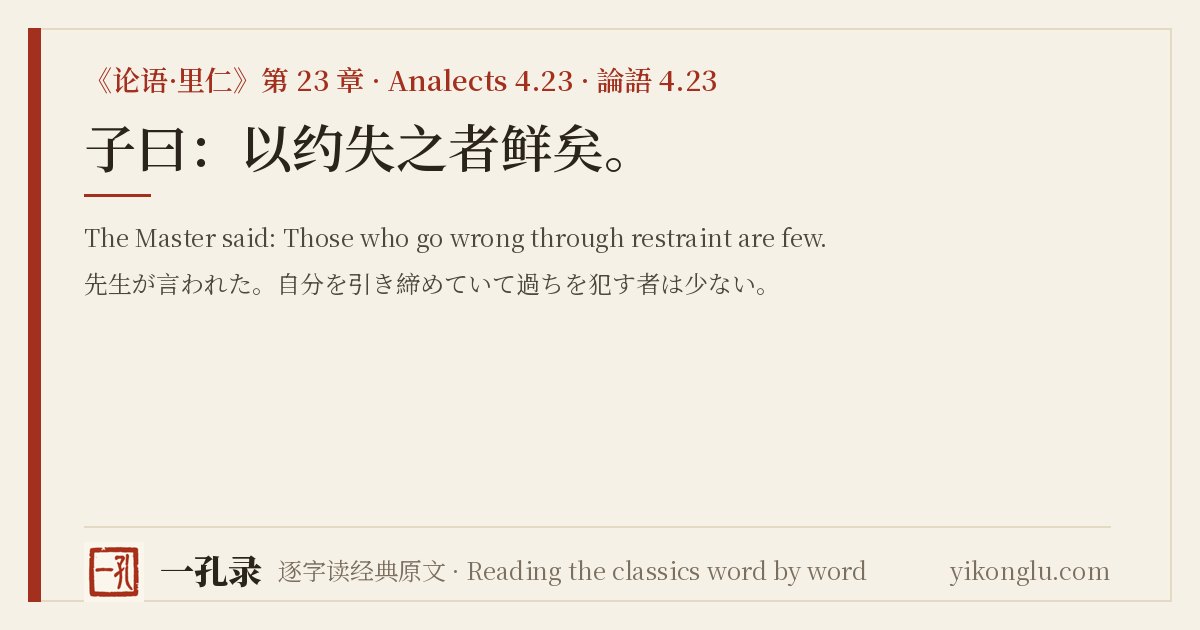 《论语·里仁》第 23 章 · Analects 4.23 · 論語 4.23
子曰：以约失之者鲜矣。
The Master said: Those who go wrong through restraint are few.
先生が言われた。自分を引き締めていて過ちを犯す者は少ない。
一孔 一孔录 逐字读经典原文 · Reading the classics word by word yikonglu.com